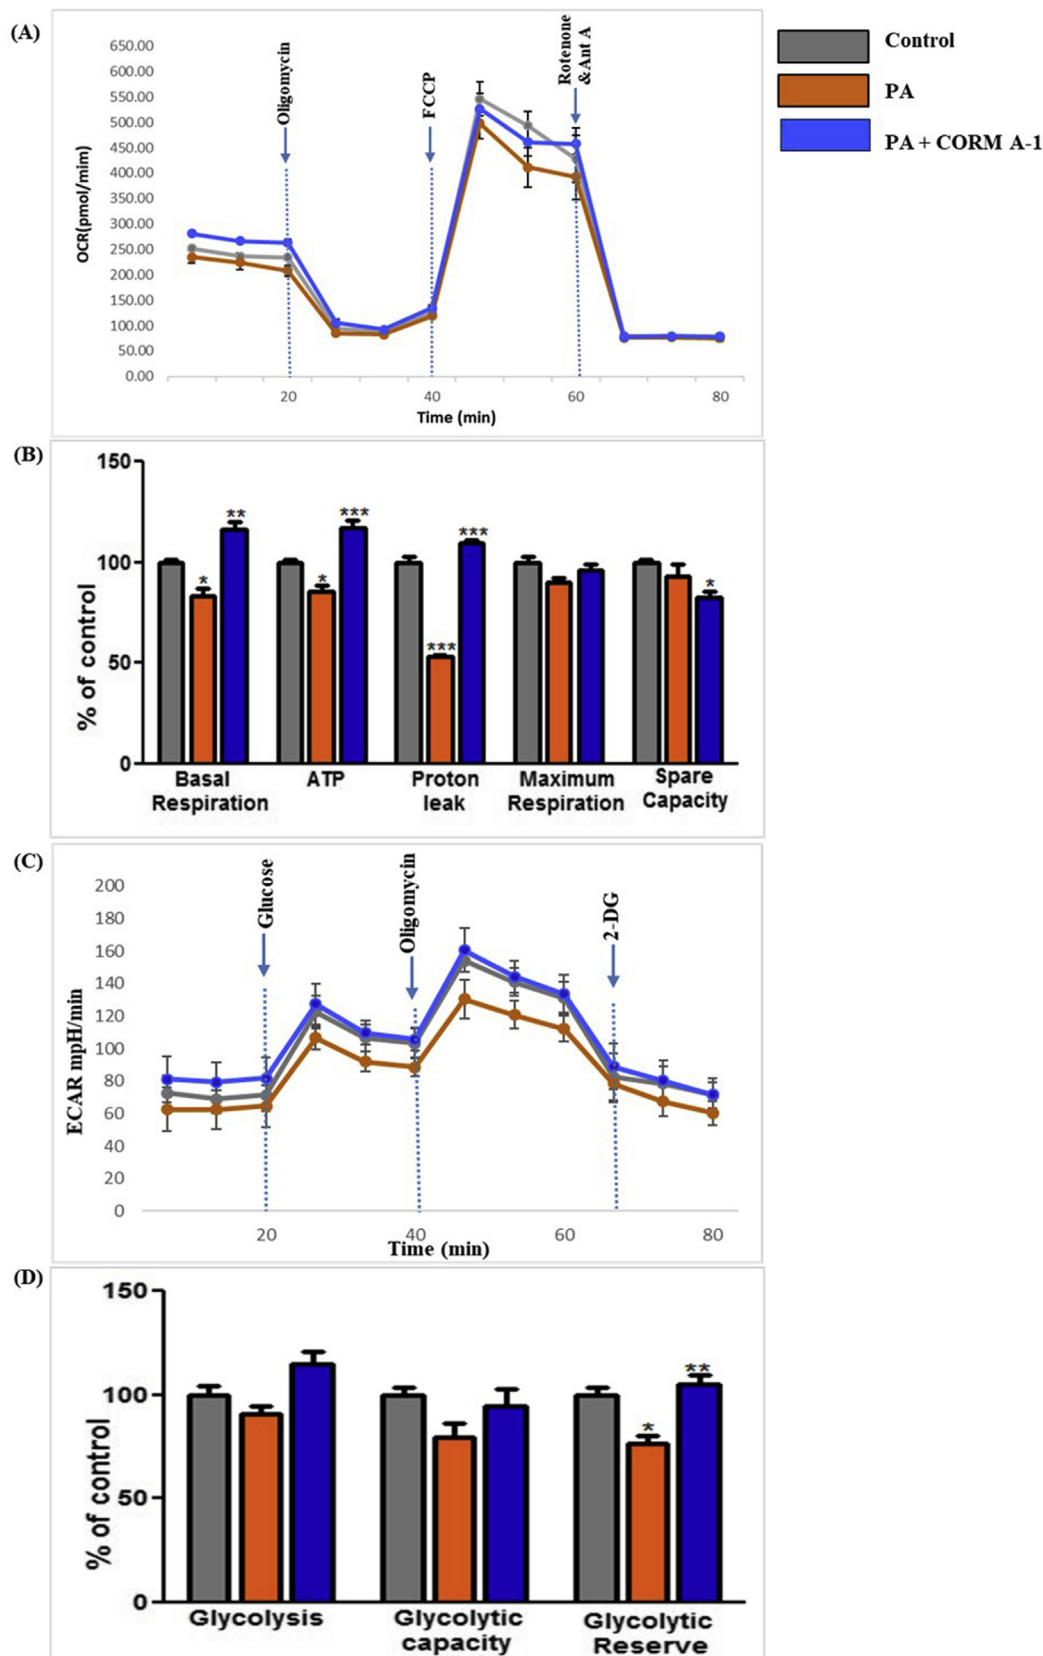 (A)
650.00
600.00
550.00
500.00
450.00
400.00
350.00
300.00
250.00
200.00
150.00
100.00
50.00
0.00
OCR(pmol/mim)
Oligomycin
FCCP
Rotenone
&Ant A
20
40
60
80
Time (min)
Control
PA
PA + CORM A-1
(B)
150
100
50
0
% of control
*
**
*
***
***
***
*
Basal
Respiration
ATP
Proton
leak
Maximum
Respiration
Spare
Capacity
(C)
200
180
160
140
120
100
80
60
40
20
0
ECAR mpH/min
Glucose
Oligomycin
2-DG
20
40
60
80
Time (min)
(D)
150
100
50
0
% of control
*
**
Glycolysis
Glycolytic
capacity
Glycolytic
Reserve